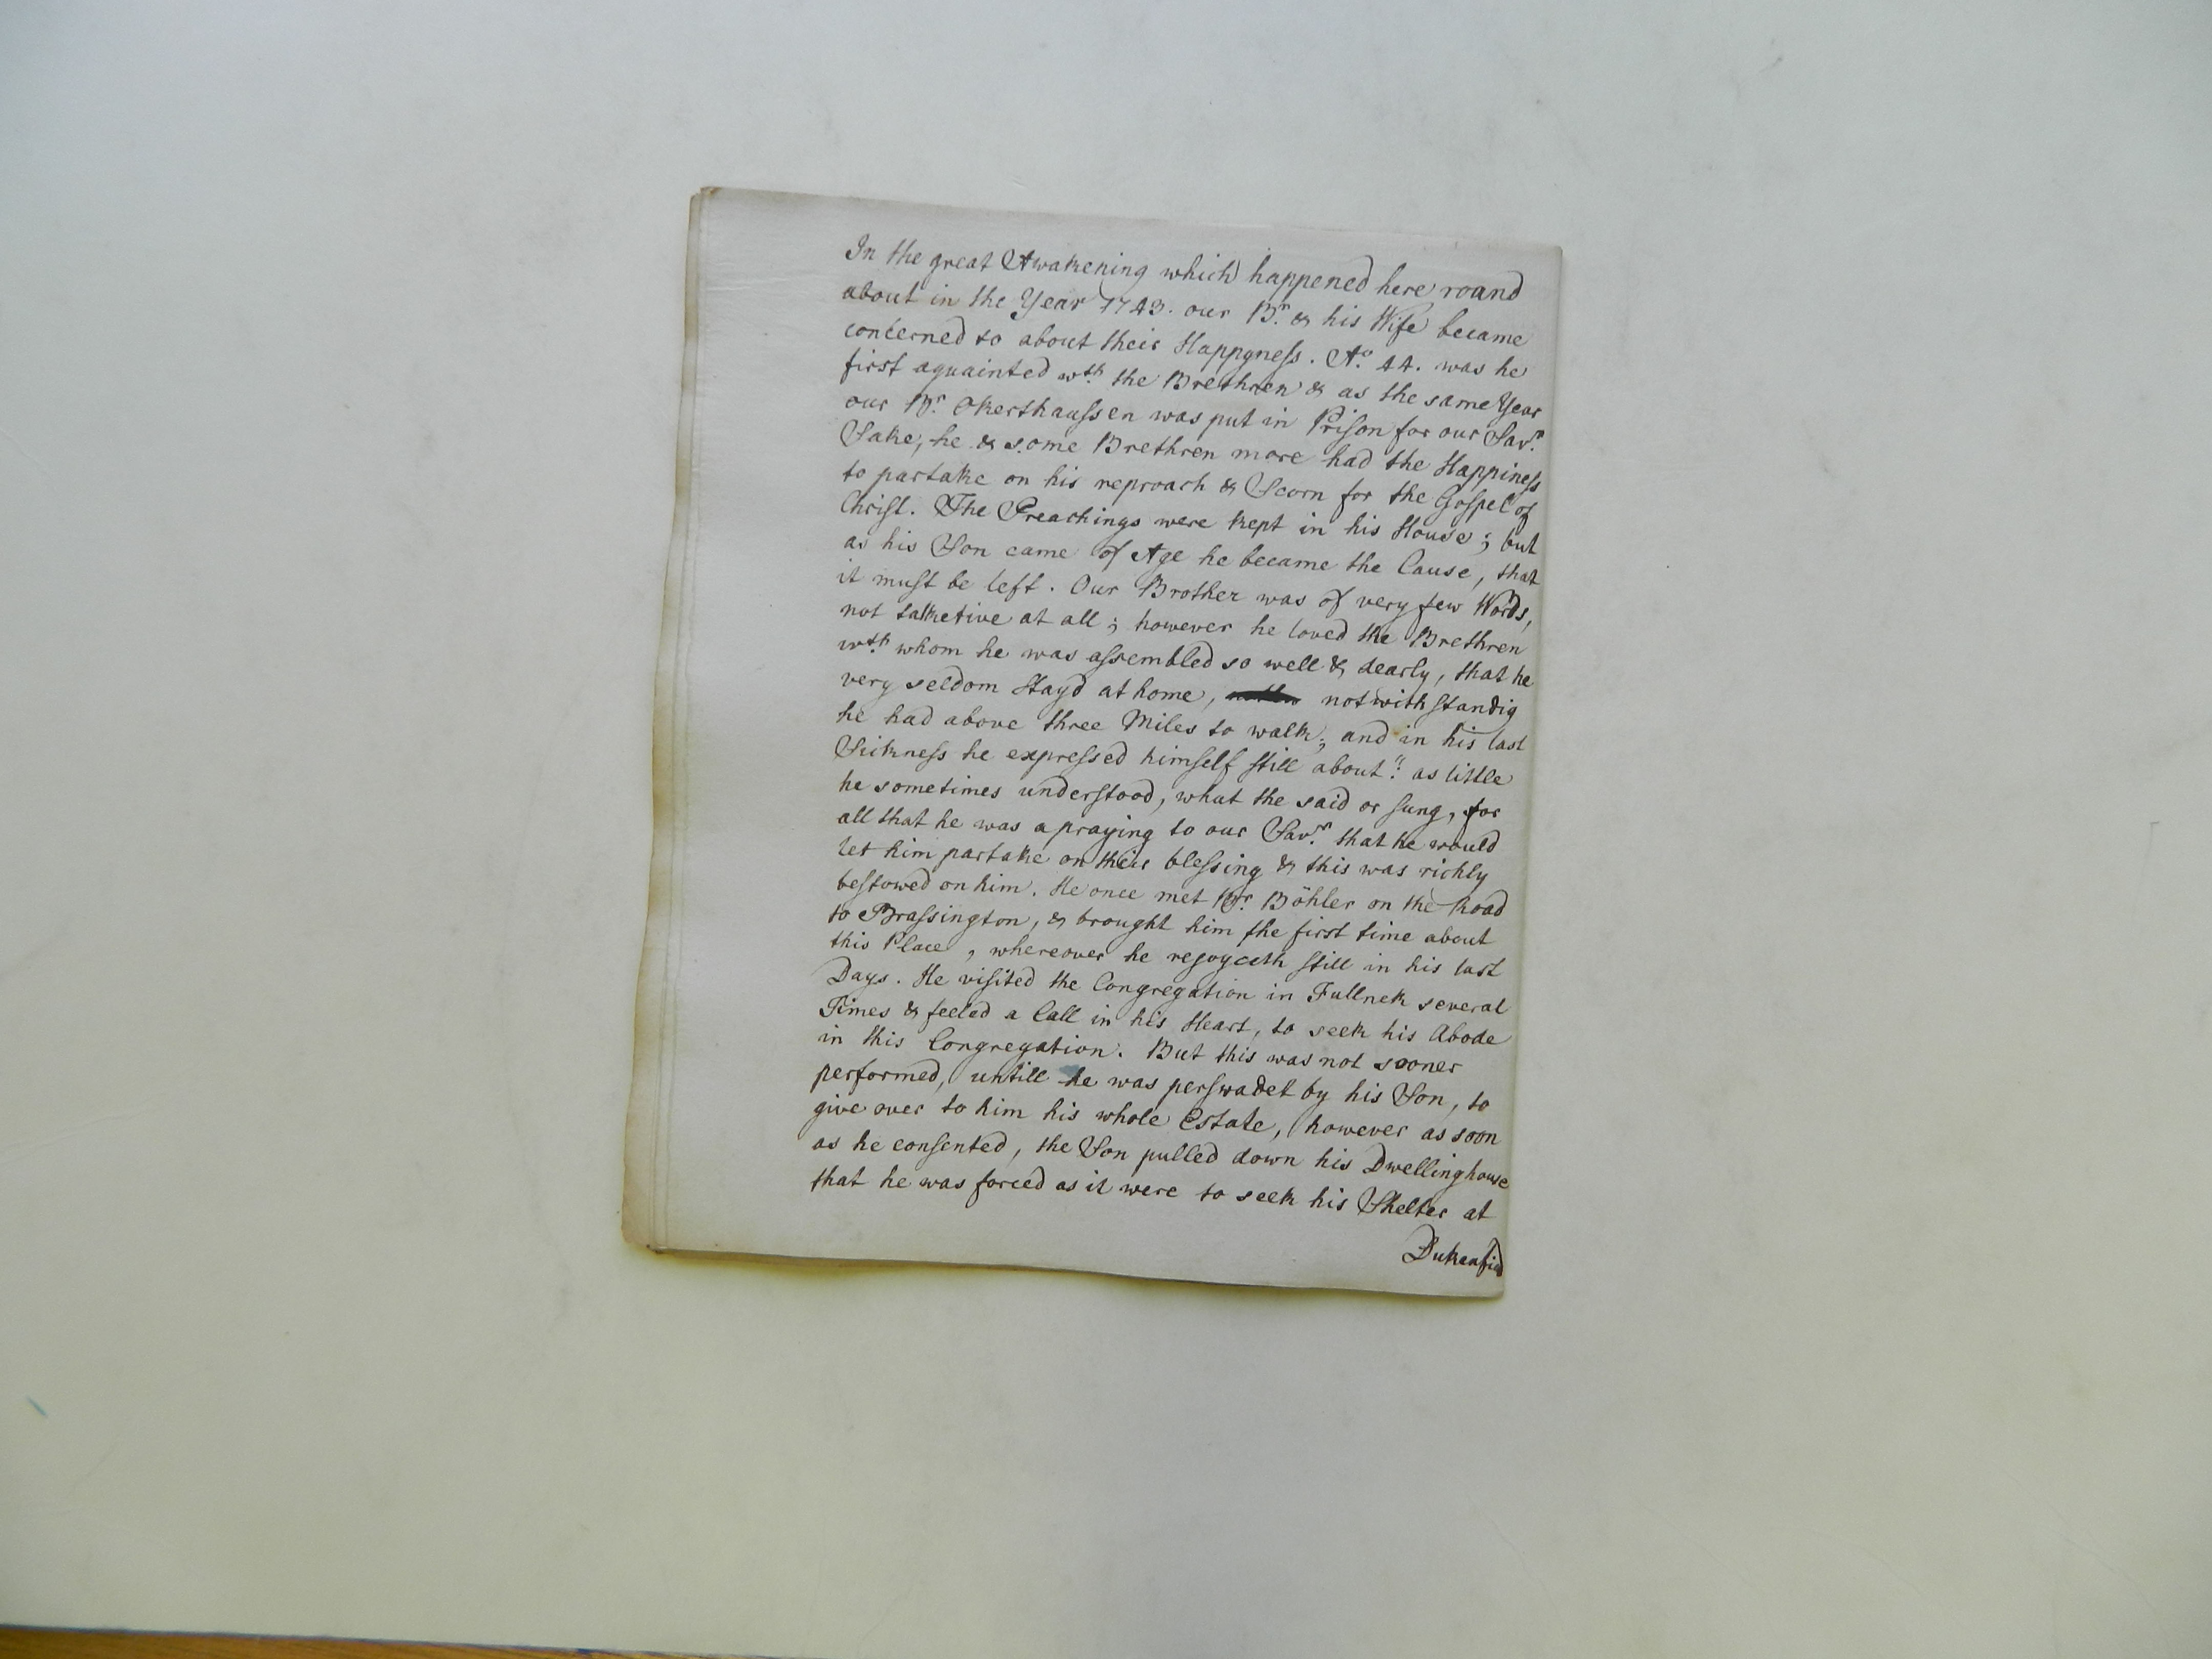 In the great Awakening which happened here round
about in the Year 1743. our Br. & his Wife became
concerned to about their Happyness. Ao. 44. was he
first aquainted wth. the Brethren & as the same Year
our Br. Okerthaussen was put in Prison for our Savrs.
Sake, he & some Brethren more had the Happiness
to partake on his reproach & Scorn for the Gospel of
Christ. The Preachings were kept in his House; but
as his Son came of Age he became the Cause, that
it must be left. Our Brother was of very few Words,
not talketive at all; however he loved the Brethren
wth. whom he was assembled so well & dearly, that he
very seldom stayd at home, notwithstandig
he had above three Miles to walk; and in his last
Sickness he expressed himself still about: as little
he sometimes understood, what the said or sung, for
all that he was a praying to our Savr. that he would
let him partake on their blessing & this was richly
bestowed on him. He once met Br. Böhler on the Road
to Brassington, & brought him the first time about
this Place, whereover he rejoyceth still in his last
Days. He visited the Congregation in Fullnek several
Times & feeled a Call in his Heart, to seek his Abode
in this Congregation. But this was not sooner
performed, untill he was perswadet by his Son, to
give over to him his whole Estate, however as soon
as he consented, the Son pulled down his Dwellinghouse
that he was forced as it were to seek his Shelter at